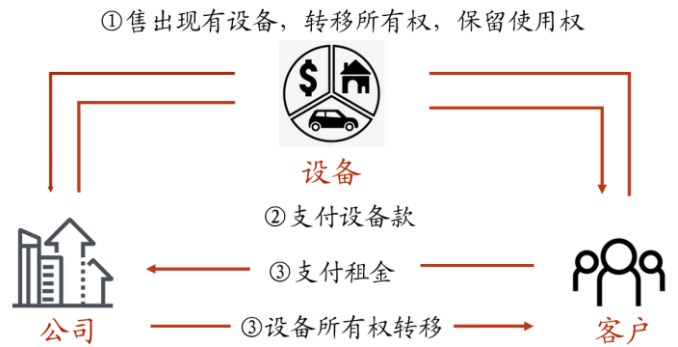 ①售出现有设备，转移所有权，保留使用权
$
设备
②支付设备款
③支付租金
公司
③设备所有权转移
客户